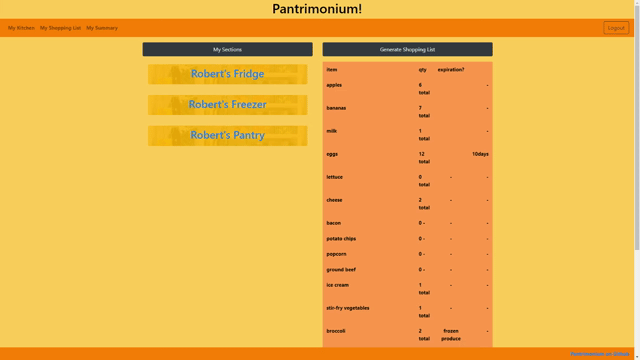 Pantrimonium!
My Kitchen My Shopping List My Summary Logout
My Sections
Robert's Fridge
Robert's Freezer
Robert's Pantry
Generate Shopping List
item qty expiration?
apples 6 total -
bananas 7 total -
milk 1 total -
eggs 12 total 10days
lettuce 0 total - -
cheese 2 total - -
bacon 0 - - -
potato chips 0 - - -
popcorn 0 - - -
ground beef 0 - - -
ice cream 1 total - -
stir-fry vegetables 1 total - -
broccoli 2 total frozen produce -
Pantrimonium on Github